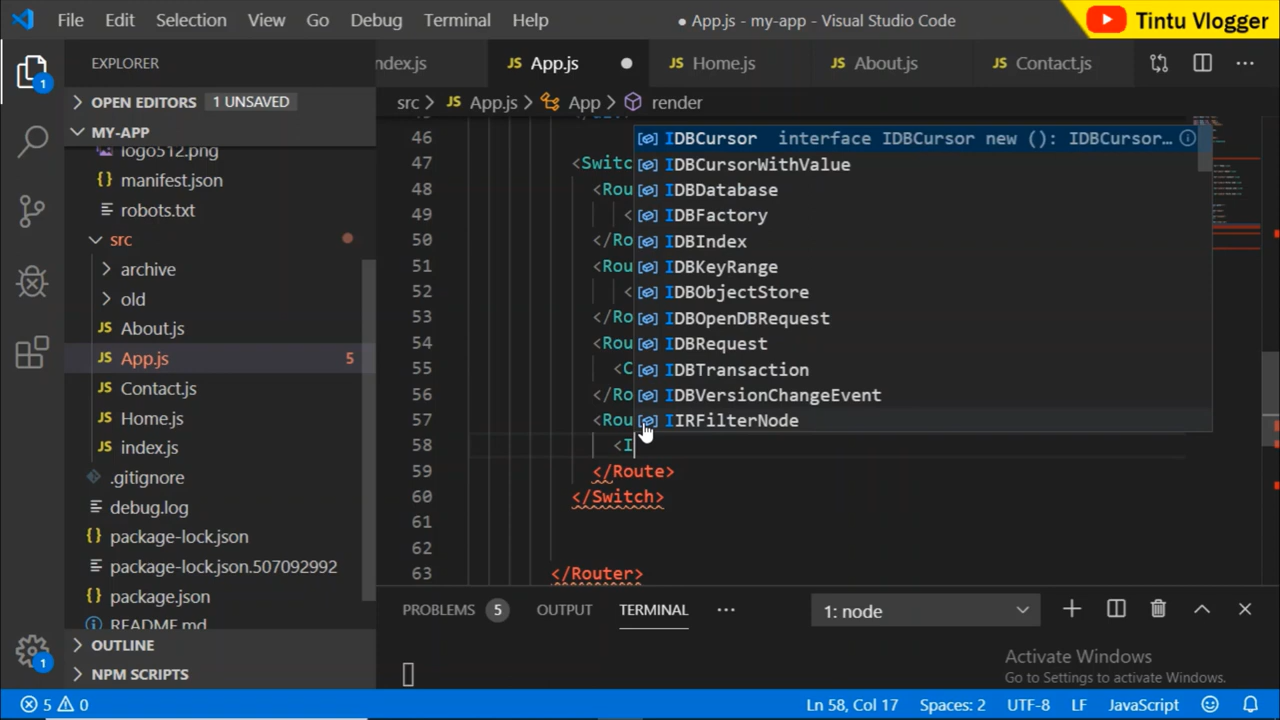 File Edit Selection View Go Debug Terminal Help
● App.js - my-app - Visual Studio Code
Tintu Vlogger
EXPLORER
ndex.js
JS App.js
JS Home.js
JS About.js
JS Contact.js
OPEN EDITORS 1 UNSAVED
MY-APP
logo512.png
{} manifest.json
robots.txt
src
archive
old
JS About.js
JS App.js 5
JS Contact.js
JS Home.js
JS index.js
.gitignore
debug.log
{} package-lock.json
package-lock.json.507092992
{} package.json
README.md
OUTLINE
NPM SCRIPTS
1
1
src > JS App.js > App > render
46
47 <Switc
48 <Rou
49 <
50 </Ro
51 <Rou
52 <
53 </Ro
54 <Rou
55 <C
56 </Ro
57 <Rou
58 <I
59 </Route>
60 </Switch>
61
62
63 </Router>
IDBCursor interface IDBCursor new (): IDBCursor…
IDBCursorWithValue
IDBDatabase
IDBFactory
IDBIndex
IDBKeyRange
IDBObjectStore
IDBOpenDBRequest
IDBRequest
IDBTransaction
IDBVersionChangeEvent
IIRFilterNode
PROBLEMS 5 OUTPUT TERMINAL ···
1: node
Activate Windows
Go to Settings to activate Windows.
5 0
Ln 58, Col 17 Spaces: 2 UTF-8 LF JavaScript